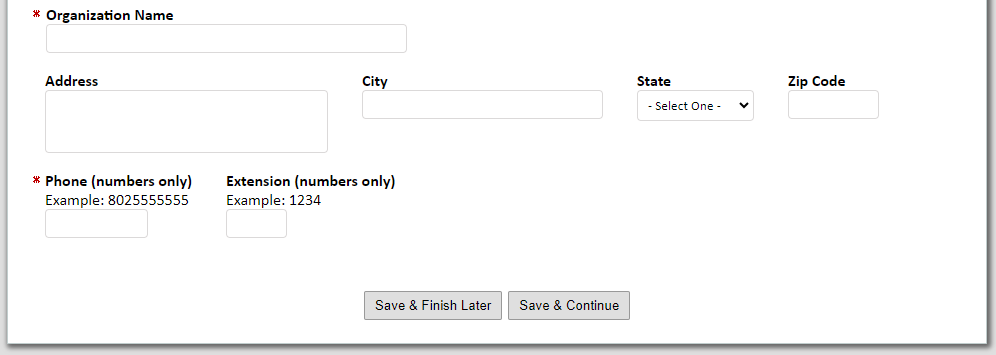 * Organization Name
Address City State Zip Code
- Select One -
* Phone (numbers only) Extension (numbers only)
Example: 8025555555 Example: 1234
Save & Finish Later Save & Continue